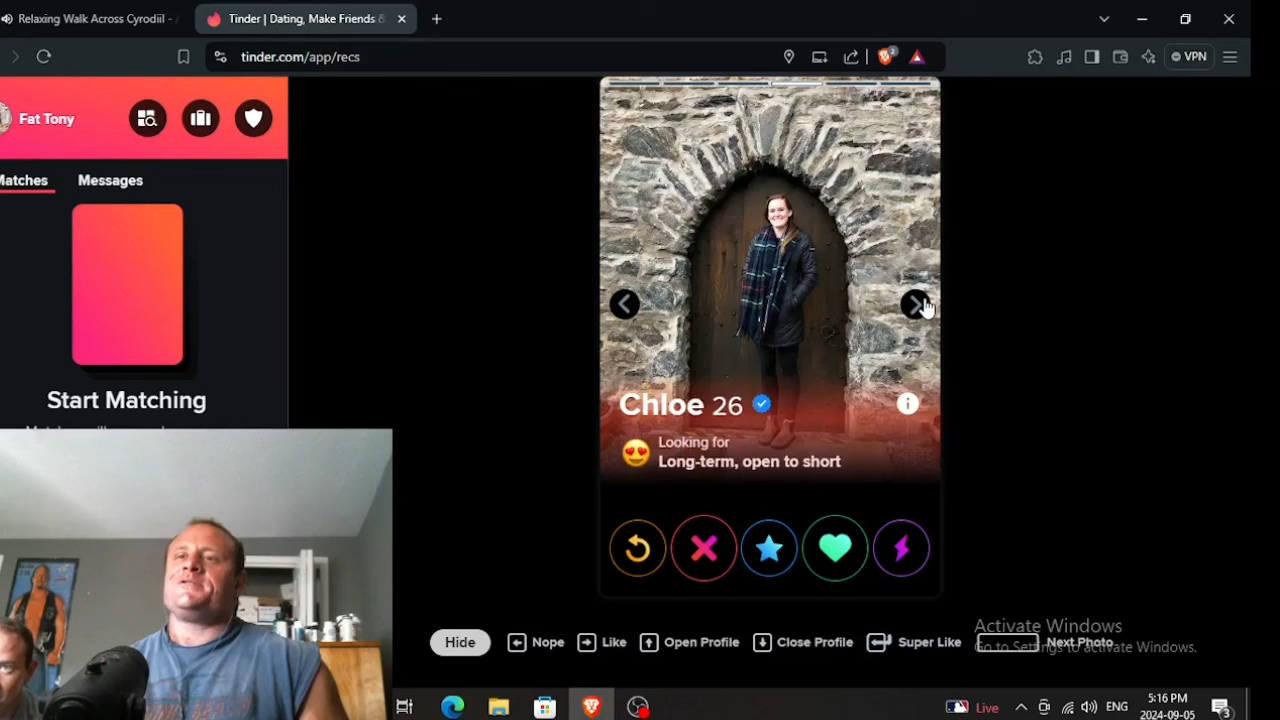 Relaxing Walk Across Cyrodiil -
Tinder | Dating, Make Friends &
tinder.com/app/recs
2
VPN
Fat Tony
Matches
Messages
Start Matching
Chloe 26
Looking for
Long-term, open to short
Hide
Nope
Like
Open Profile
Close Profile
Super Like
Next Photo
Activate Windows
Go to Settings to activate Windows.
Live
ENG
5:16 PM
2024-09-05
3